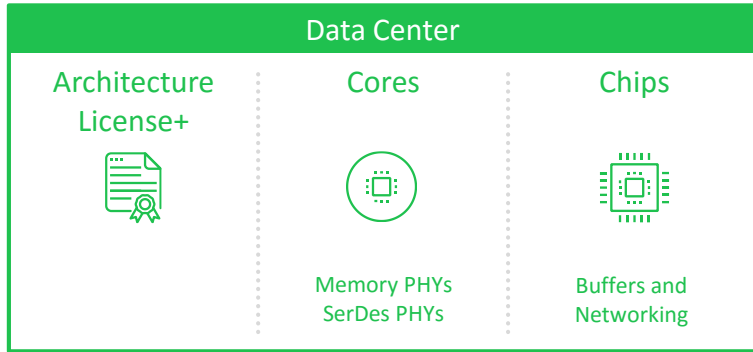 Data Center
Architecture
License+
Cores
Memory PHYs
SerDes PHYs
Chips
Buffers and
Networking